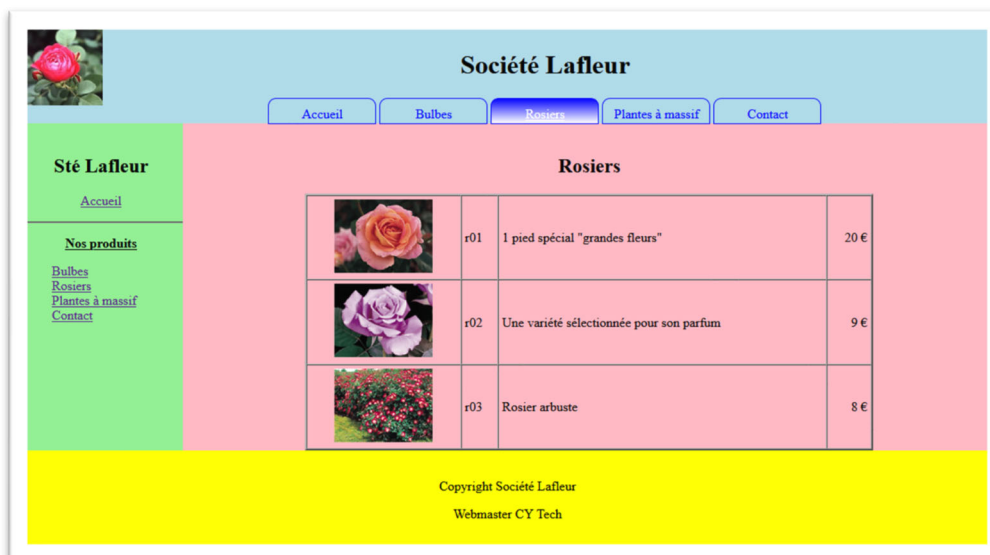 Société Lafleur
Accueil
Bulbes
Rosiers
Plantes à massif
Contact
Sté Lafleur
Accueil
Nos produits
Bulbes
Rosiers
Plantes à massif
Contact
Rosiers
r01 1 pied spécial "grandes fleurs" 20 €
r02 Une variété sélectionnée pour son parfum 9 €
r03 Rosier arbuste 8 €
Copyright Société Lafleur
Webmaster CY Tech